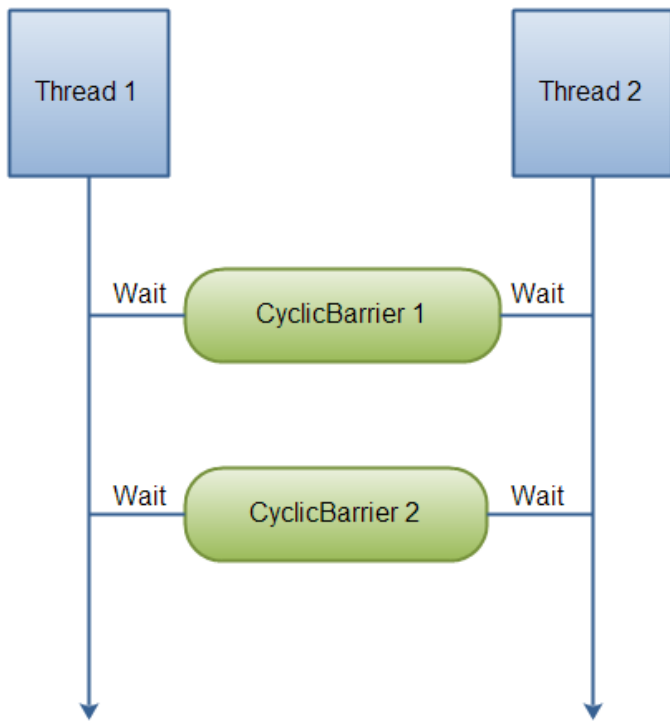 Thread 1
Thread 2
Wait
CyclicBarrier 1
Wait
Wait
CyclicBarrier 2
Wait